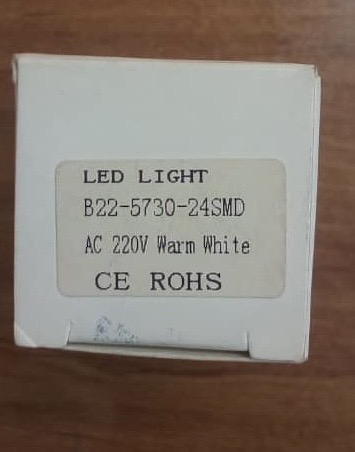 LED LIGHT
B22-5730-24SMD
AC 220V Warm White
CE ROHS